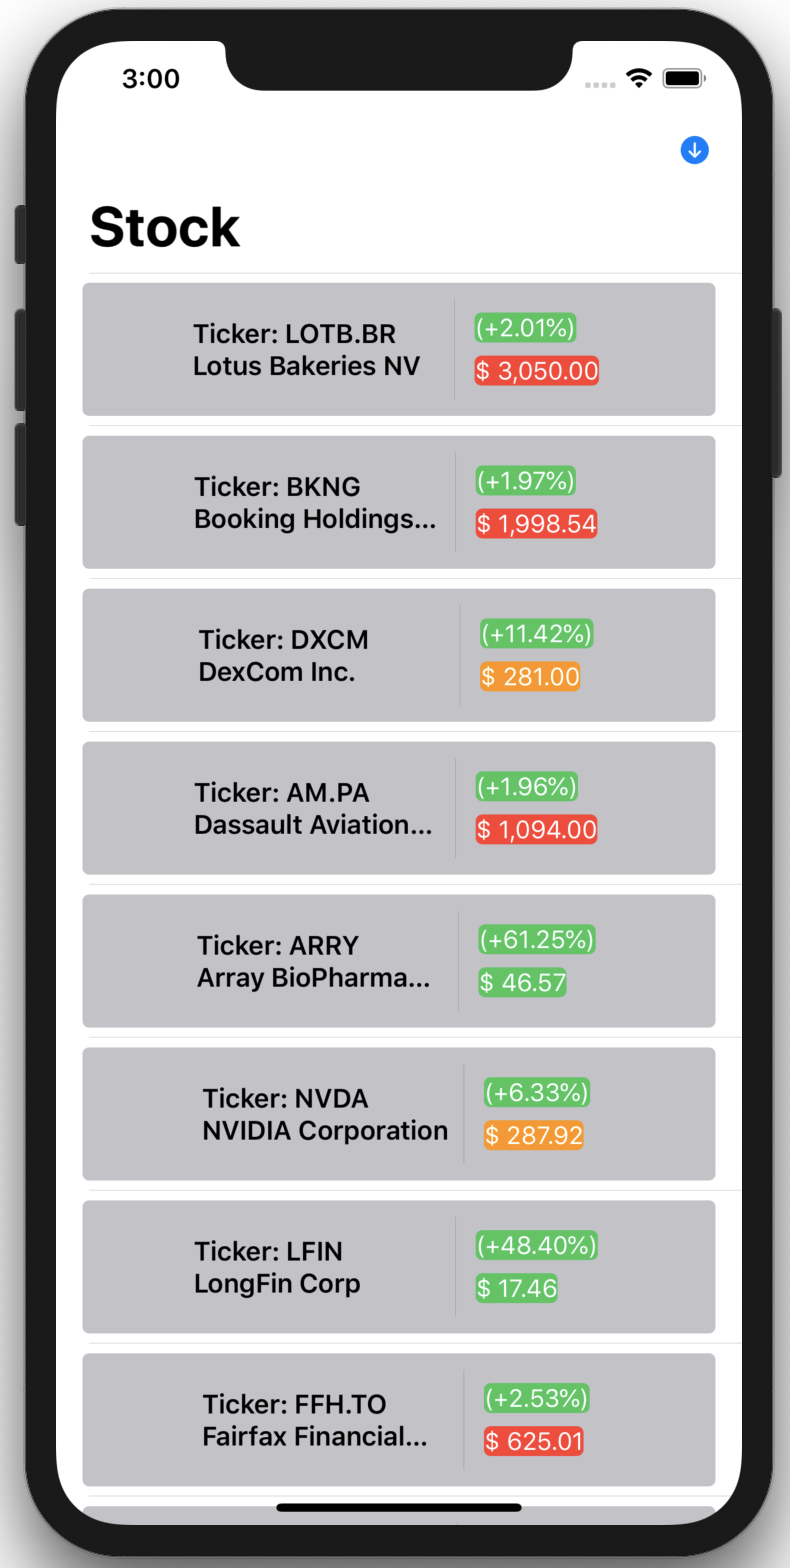 3:00
Stock
Ticker: LOTB.BR
Lotus Bakeries NV
(+2.01%)
$ 3,050.00
Ticker: BKNG
Booking Holdings...
(+1.97%)
$ 1,998.54
Ticker: DXCM
DexCom Inc.
(+11.42%)
$ 281.00
Ticker: AM.PA
Dassault Aviation...
(+1.96%)
$ 1,094.00
Ticker: ARRY
Array BioPharma...
(+61.25%)
$ 46.57
Ticker: NVDA
NVIDIA Corporation
(+6.33%)
$ 287.92
Ticker: LFIN
LongFin Corp
(+48.40%)
$ 17.46
Ticker: FFH.TO
Fairfax Financial...
(+2.53%)
$ 625.01